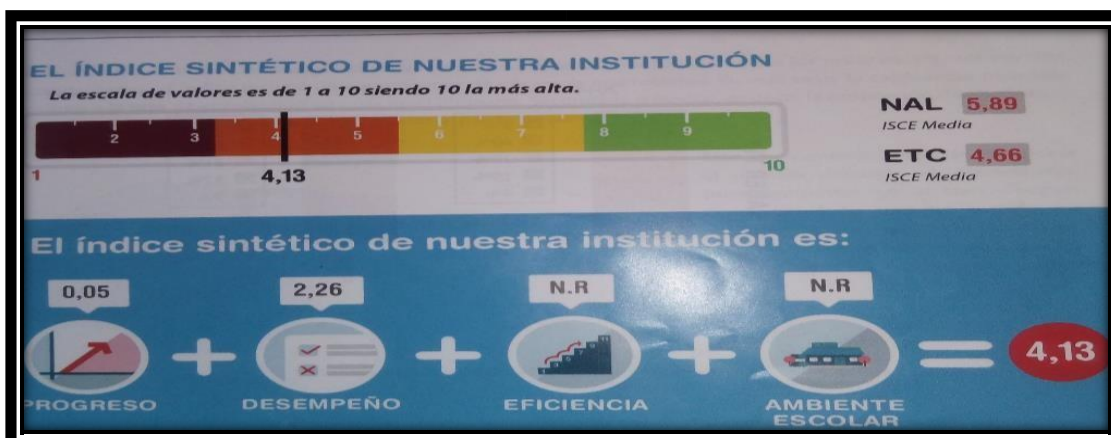 EL ÍNDICE SINTÉTICO DE NUESTRA INSTITUCIÓN
La escala de valores es de 1 a 10 siendo 10 la más alta.
2 3 4 5 6 7 8 9
1 10
4,13
NAL 5,89
ISCE Media
ETC 4,66
ISCE Media
El índice sintético de nuestra institución es:
0,05 2,26 N.R N.R
+ + + = 4,13
PROGRESO DESEMPEÑO EFICIENCIA AMBIENTE
ESCOLAR